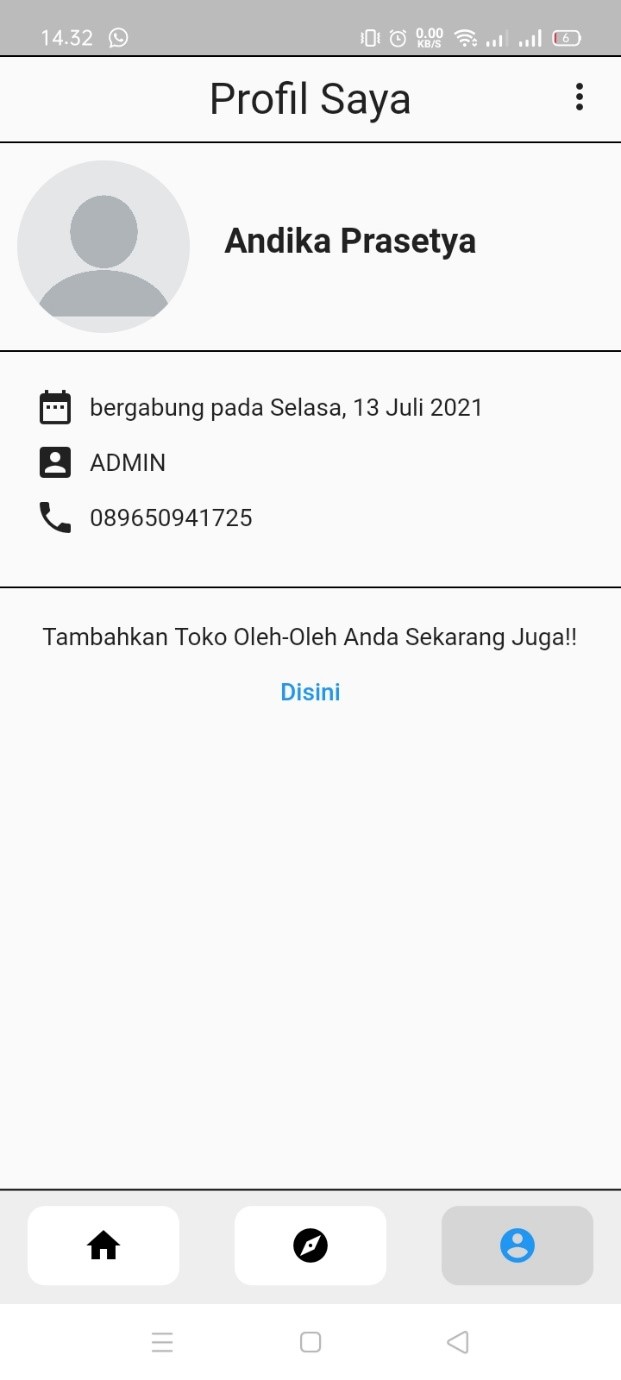 14.32
0.00
KB/S
6
Profil Saya
Andika Prasetya
bergabung pada Selasa, 13 Juli 2021
ADMIN
089650941725
Tambahkan Toko Oleh-Oleh Anda Sekarang Juga!!
Disini